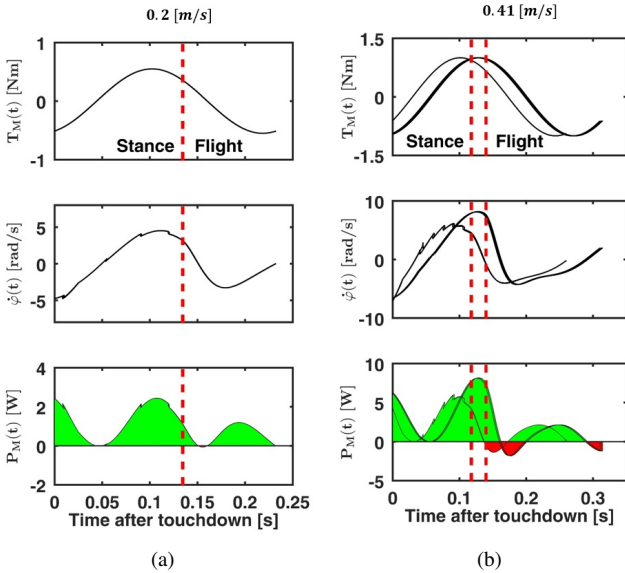 0.2 [m/s]
1
0
-1
T_M(t) [Nm]
Stance
Flight
5
0
-5
φ̇(t) [rad/s]
4
2
0
-2
P_M(t) [W]
0 0.05 0.1 0.15 0.2 0.25
Time after touchdown [s]
(a)
0.41 [m/s]
1.5
0
-1.5
T_M(t) [Nm]
Stance
Flight
10
0
-10
φ̇(t) [rad/s]
10
5
0
-5
P_M(t) [W]
0 0.1 0.2 0.3
Time after touchdown [s]
(b)